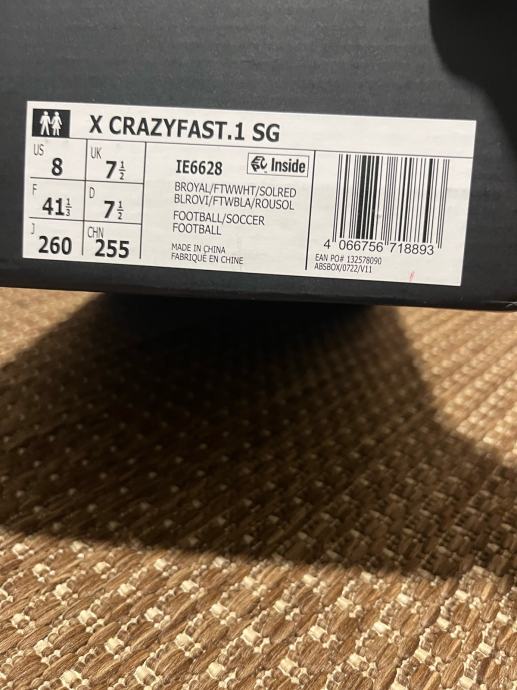 X CRAZYFAST.1 SG
US 8
UK 7½
F 41⅓
D 7½
J 260
CHN 255
IE6628
Inside
BROYAL/FTWWHT/SOLRED
BLROVI/FTWBLA/ROUSOL
FOOTBALL/SOCCER
FOOTBALL
MADE IN CHINA
FABRIQUÉ EN CHINE
4 066756 718893
EAN PO# 132578090
ABSBOX/0722/V11